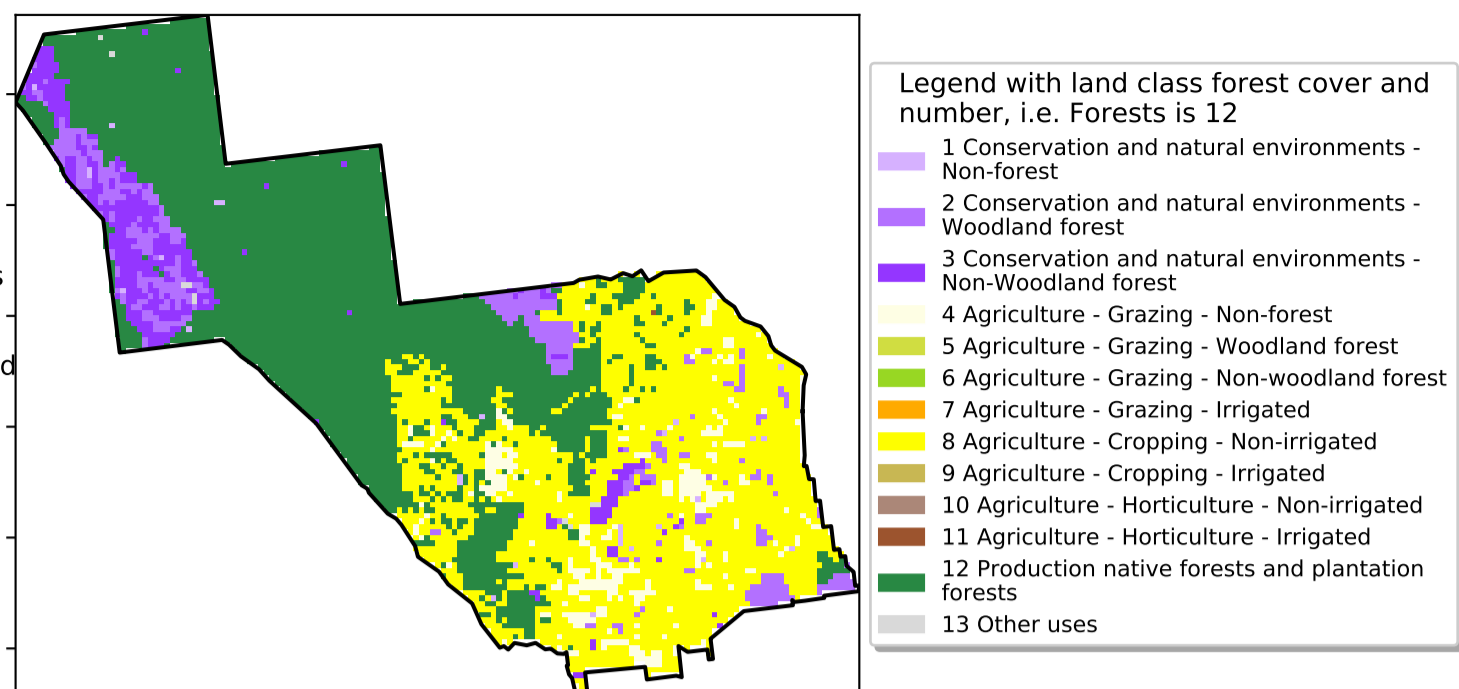 s
d
Legend with land class forest cover and
number, i.e. Forests is 12
1 Conservation and natural environments -
Non-forest
2 Conservation and natural environments -
Woodland forest
3 Conservation and natural environments -
Non-Woodland forest
4 Agriculture - Grazing - Non-forest
5 Agriculture - Grazing - Woodland forest
6 Agriculture - Grazing - Non-woodland forest
7 Agriculture - Grazing - Irrigated
8 Agriculture - Cropping - Non-irrigated
9 Agriculture - Cropping - Irrigated
10 Agriculture - Horticulture - Non-irrigated
11 Agriculture - Horticulture - Irrigated
12 Production native forests and plantation
forests
13 Other uses